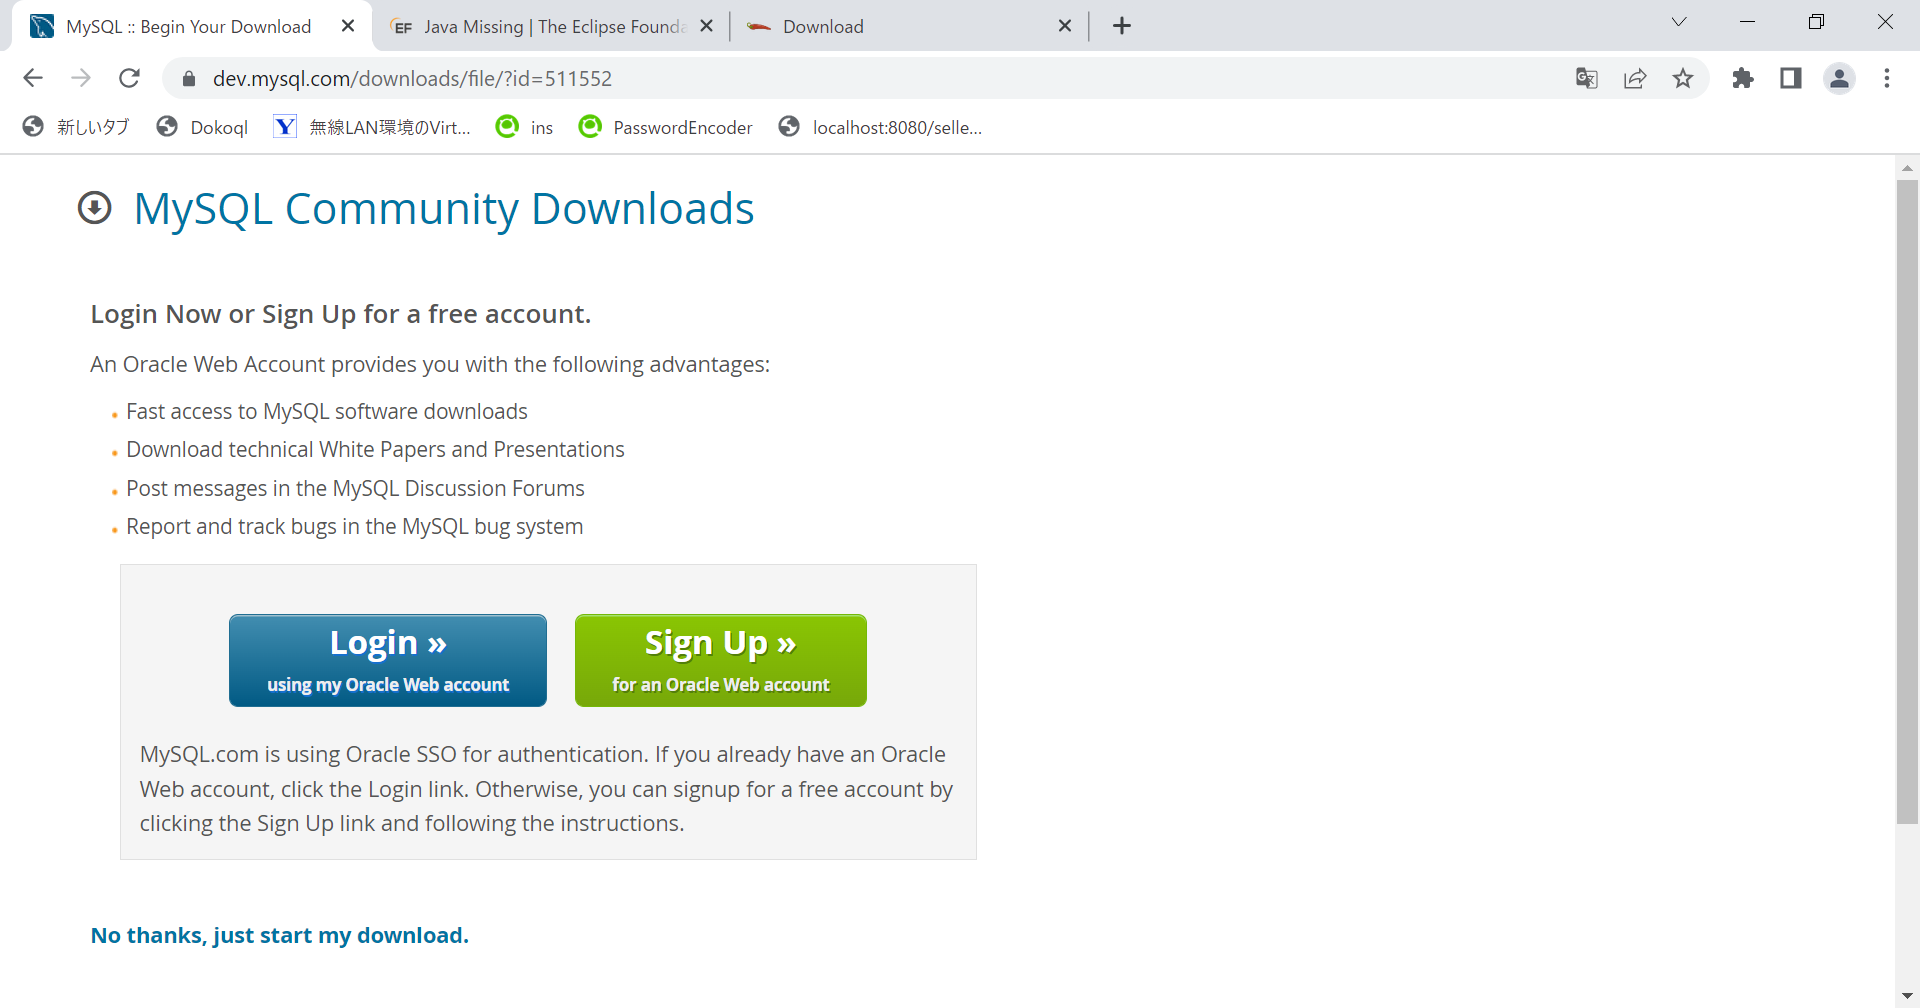 MySQL :: Begin Your Download
EF Java Missing | The Eclipse Founda
Download
dev.mysql.com/downloads/file/?id=511552
新しいタブ Dokoql Y 無線LAN環境のVirt... ins PasswordEncoder localhost:8080/selle...
MySQL Community Downloads
Login Now or Sign Up for a free account.
An Oracle Web Account provides you with the following advantages:
Fast access to MySQL software downloads
Download technical White Papers and Presentations
Post messages in the MySQL Discussion Forums
Report and track bugs in the MySQL bug system
Login »
using my Oracle Web account
Sign Up »
for an Oracle Web account
MySQL.com is using Oracle SSO for authentication. If you already have an Oracle
Web account, click the Login link. Otherwise, you can signup for a free account by
clicking the Sign Up link and following the instructions.
No thanks, just start my download.